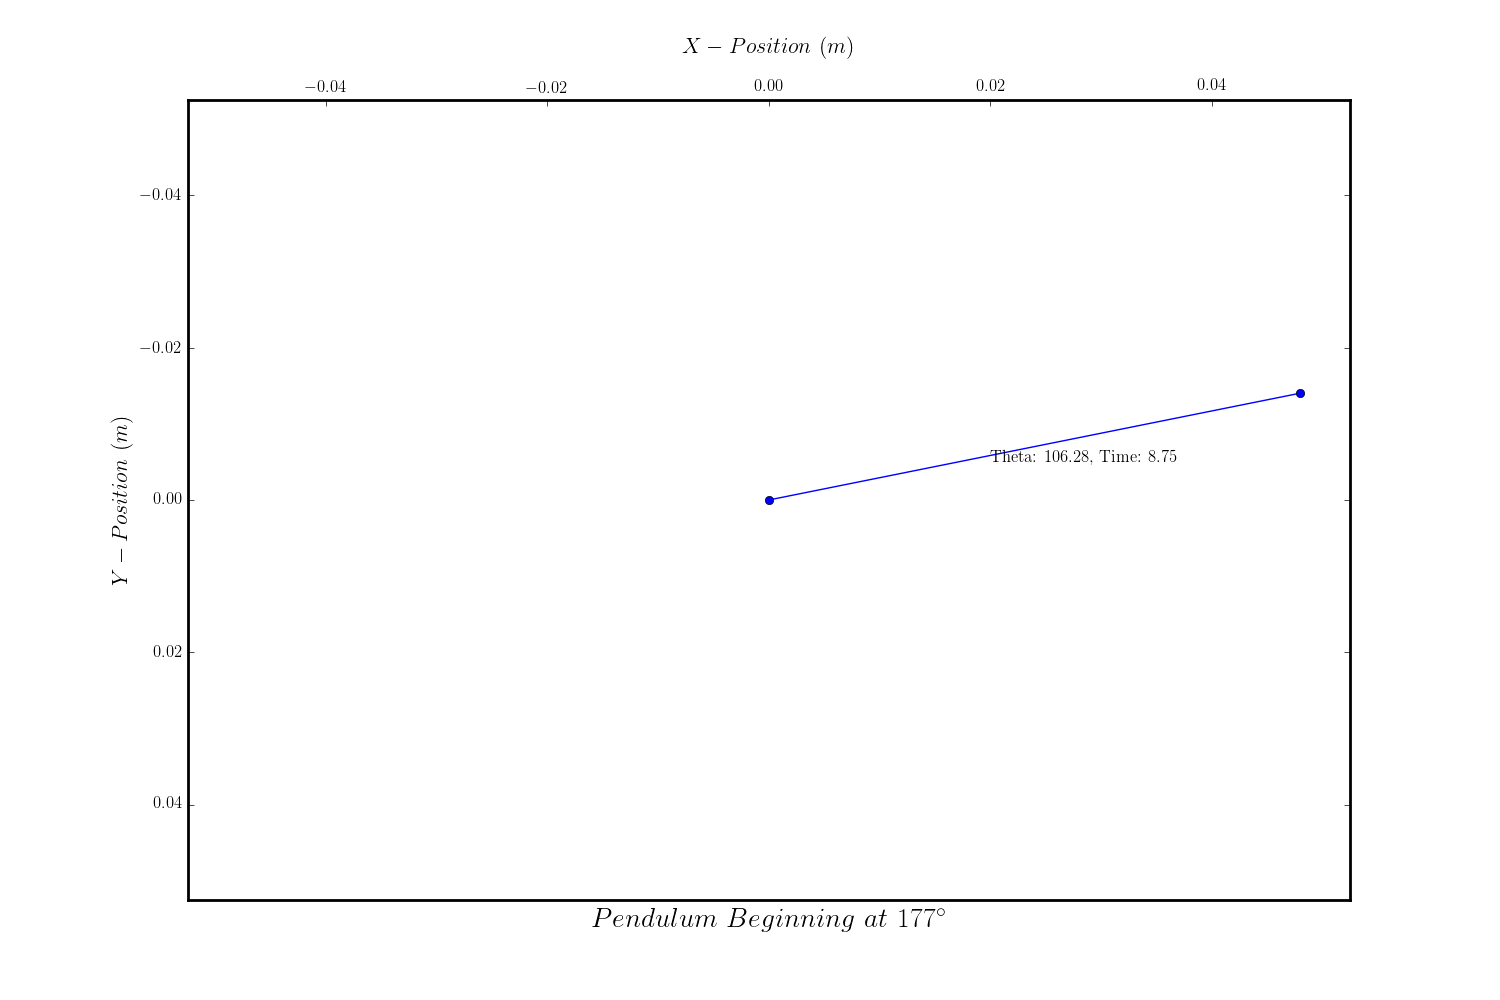 X − Position (m)
−0.04 −0.02 0.00 0.02 0.04
−0.04
−0.02
Theta: 106.28, Time: 8.75
Y − Position (m)
0.00
0.02
0.04
Pendulum Beginning at 177°